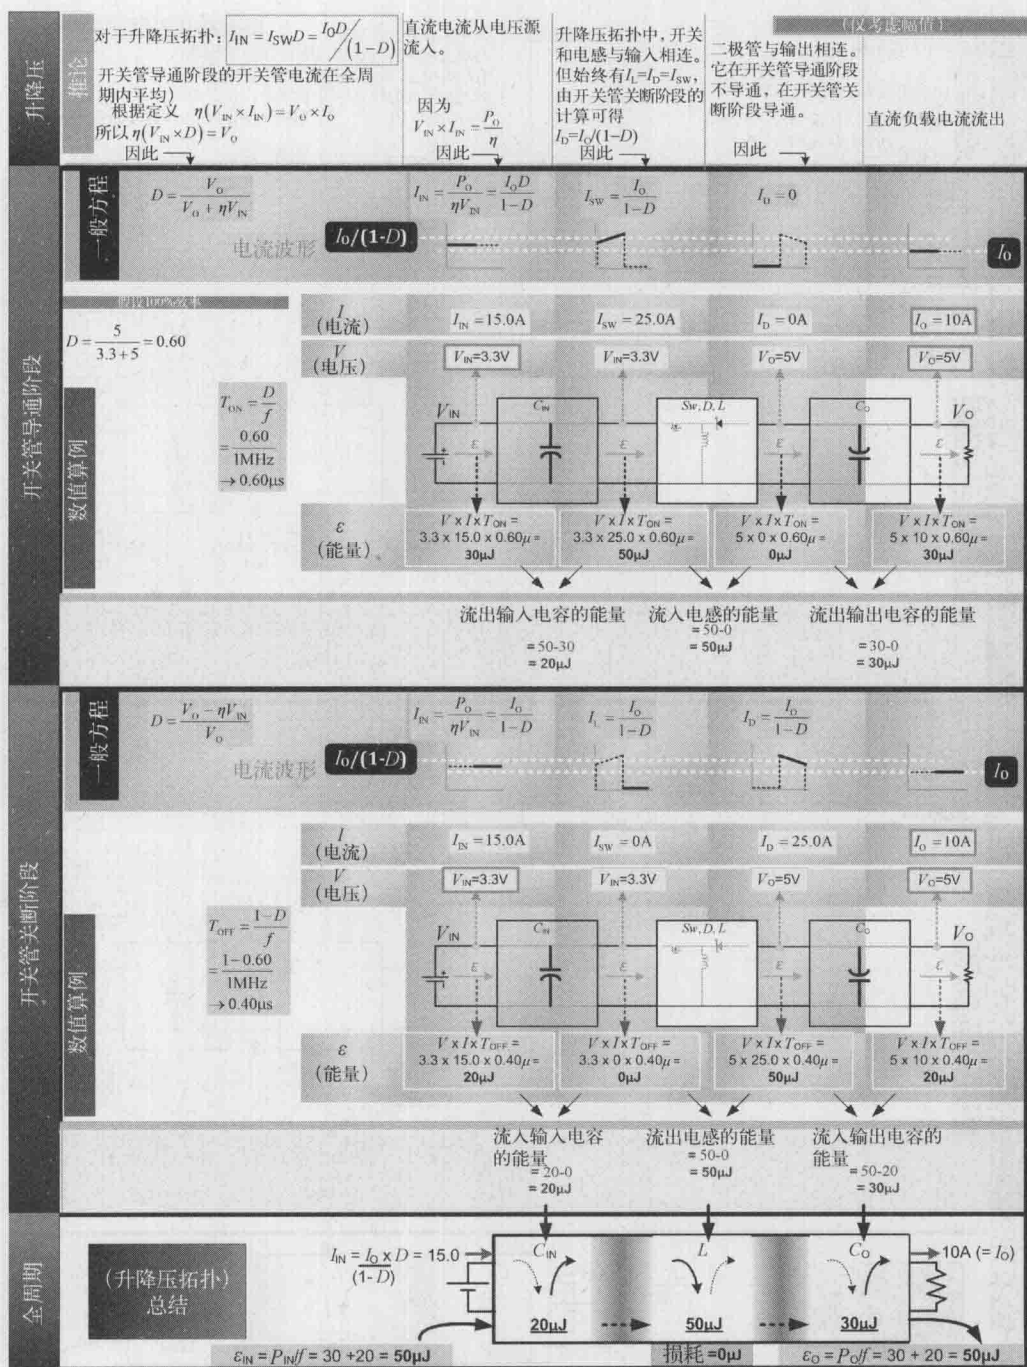 升降压
推论
对于升降压拓扑：I_IN = I_SW D = I_O D/(1-D)
开关管导通阶段的开关管电流在全周
期内平均）
根据定义 η(V_IN × I_IN) = V_O × I_O
所以 η(V_IN × D) = V_O
因此
直流电流从电压源
流入。
因为
V_IN × I_IN = P_O/η
因此
升降压拓扑中，开关
和电感与输入相连。
但始终有I_L=I_D=I_SW，
由开关管关断阶段的
计算可得
I_D=I_O/(1-D)
因此
（仅考虑幅值）
二极管与输出相连。
它在开关管导通阶段
不导通，在开关管关
断阶段导通。
因此
直流负载电流流出
开关管导通阶段
一般方程
D = V_O/(V_O + ηV_IN)
I_IN = P_O/(ηV_IN) = I_O D/(1-D)
I_SW = I_O/(1-D)
I_D = 0
电流波形
I_O/(1-D)
I_O
假设100%效率
D = 5/(3.3+5) = 0.60
数值算例
T_ON = D/f
= 0.60/1MHz
→ 0.60μs
I
（电流）
I_IN = 15.0A
I_SW = 25.0A
I_D = 0A
I_O = 10A
V
（电压）
V_IN=3.3V
V_IN=3.3V
V_O=5V
V_O=5V
V_IN
C_IN
Sw, D, L
C_O
V_O
ε
ε
ε
ε
ε
（能量）
V x I x T_ON =
3.3 x 15.0 x 0.60μ =
30μJ
V x I x T_ON =
3.3 x 25.0 x 0.60μ =
50μJ
V x I x T_ON =
5 x 0 x 0.60μ =
0μJ
V x I x T_ON =
5 x 10 x 0.60μ =
30μJ
流出输入电容的能量
= 50-30
= 20μJ
流入电感的能量
= 50-0
= 50μJ
流出输出电容的能量
= 30-0
= 30μJ
开关管关断阶段
一般方程
D = (V_O − ηV_IN)/V_O
I_IN = P_O/(ηV_IN) = I_O/(1-D)
I_L = I_O/(1-D)
I_D = I_O/(1-D)
电流波形
I_O/(1-D)
I_O
数值算例
T_OFF = (1-D)/f
= (1-0.60)/1MHz
→ 0.40μs
I
（电流）
I_IN = 15.0A
I_SW = 0A
I_D = 25.0A
I_O = 10A
V
（电压）
V_IN=3.3V
V_IN=3.3V
V_O=5V
V_O=5V
V_IN
C_IN
Sw, D, L
C_O
V_O
ε
ε
ε
ε
ε
（能量）
V x I x T_OFF =
3.3 x 15.0 x 0.40μ =
20μJ
V x I x T_OFF =
3.3 x 0 x 0.40μ =
0μJ
V x I x T_OFF =
5 x 25.0 x 0.40μ =
50μJ
V x I x T_OFF =
5 x 10 x 0.40μ =
20μJ
流入输入电容
的能量
= 20-0
= 20μJ
流出电感的能量
= 50-0
= 50μJ
流入输出电容的
能量
= 50-20
= 30μJ
全周期
（升降压拓扑）
总结
I_IN = I_O x D/(1-D) = 15.0
C_IN
L
C_O
10A (= I_O)
20μJ
50μJ
30μJ
ε_IN = P_IN/f = 30 +20 = 50μJ
损耗 =0μJ
ε_O = P_O/f = 30 + 20 = 50μJ